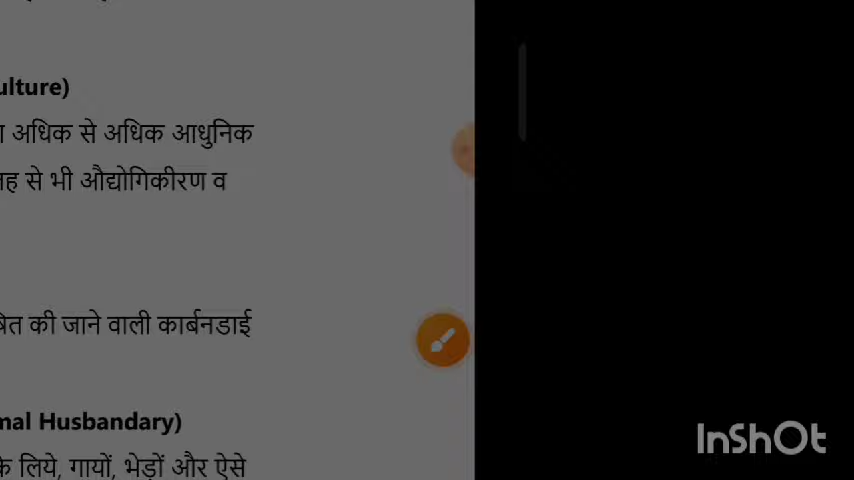 ulture)
अधिक से अधिक आधुनिक
से भी औद्योगिकीरण व
की जाने वाली कार्बनडाई
mal Husbandary)
के लिये, गायों, भेड़ों और ऐसे
InShOt